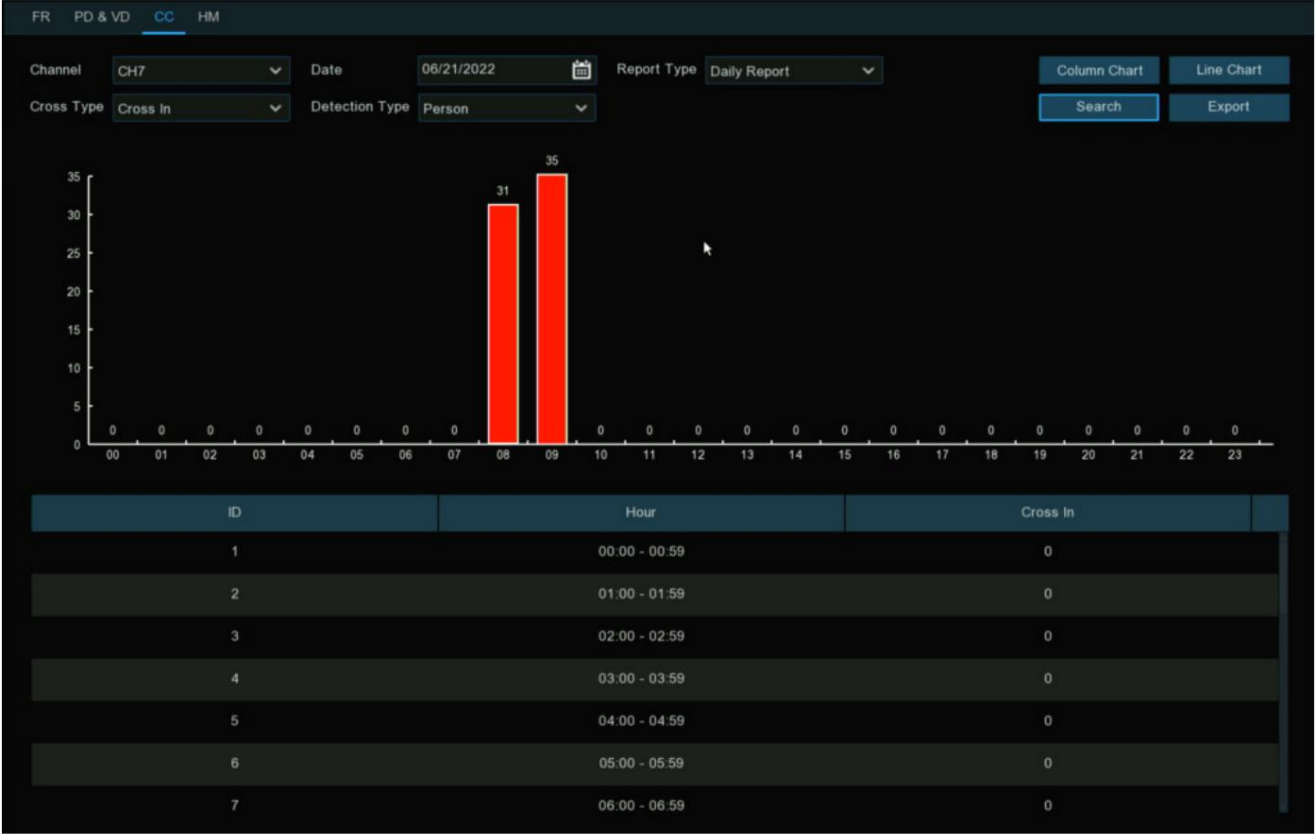 FR PD & VD CC HM
Channel CH7 Date 06/21/2022 Report Type Daily Report Column Chart Line Chart
Cross Type Cross In Detection Type Person Search Export
35
31
35
30
25
20
15
10
5
0
0 0 0 0 0 0 0 0 0 0 0 0 0 0 0 0 0 0 0 0 0 0
00 01 02 03 04 05 06 07 08 09 10 11 12 13 14 15 16 17 18 19 20 21 22 23
ID Hour Cross In
1 00:00 - 00:59 0
2 01:00 - 01:59 0
3 02:00 - 02:59 0
4 03:00 - 03:59 0
5 04:00 - 04:59 0
6 05:00 - 05:59 0
7 06:00 - 06:59 0